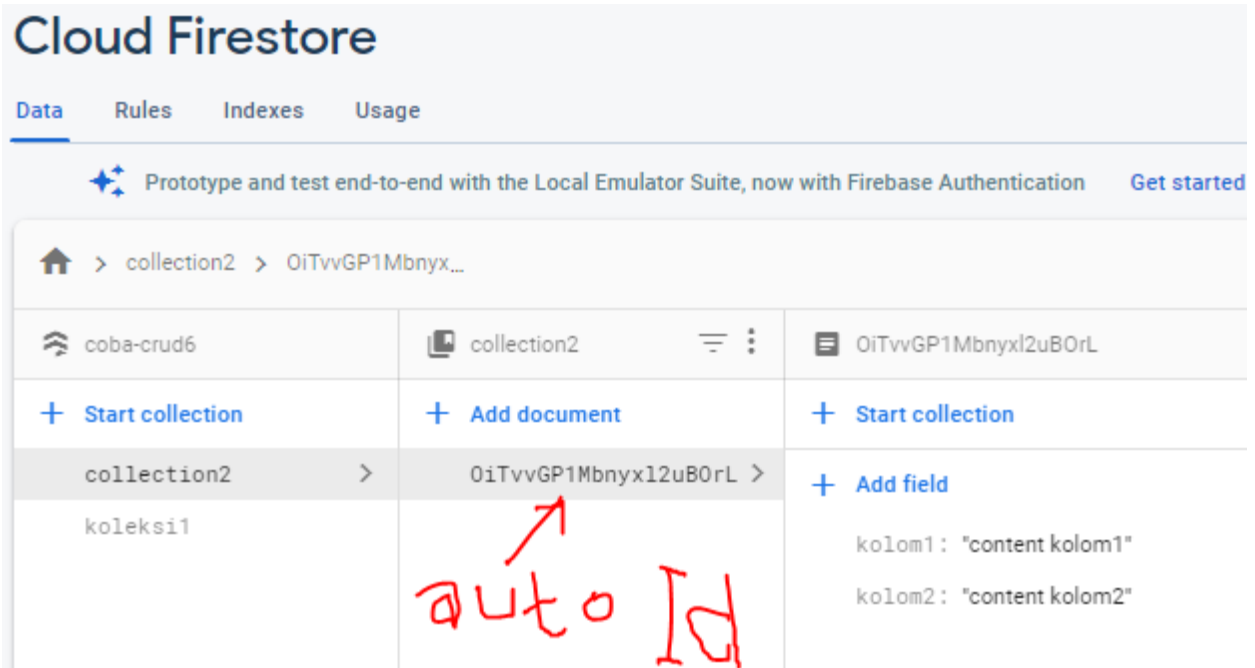 Cloud Firestore
Data Rules Indexes Usage
Prototype and test end-to-end with the Local Emulator Suite, now with Firebase Authentication Get started
collection2 > OiTvvGP1Mbnyx…
coba-crud6 collection2 OiTvvGP1Mbnyxl2uBOrL
+ Start collection + Add document + Start collection
collection2 > OiTvvGP1Mbnyxl2uBOrL >
+ Add field
koleksi1
kolom1: "content kolom1"
kolom2: "content kolom2"
auto Id